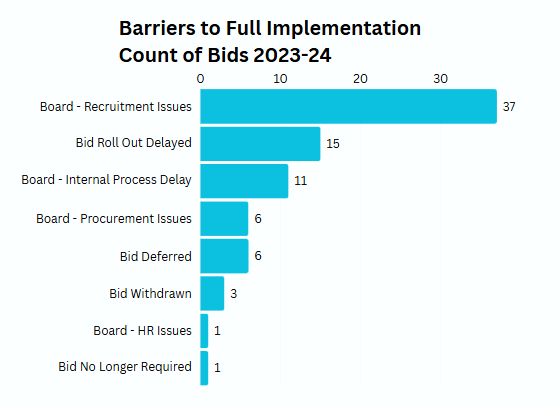 Barriers to Full Implementation
Count of Bids 2023-24
0 10 20 30
Board - Recruitment Issues 37
Bid Roll Out Delayed 15
Board - Internal Process Delay 11
Board - Procurement Issues 6
Bid Deferred 6
Bid Withdrawn 3
Board - HR Issues 1
Bid No Longer Required 1